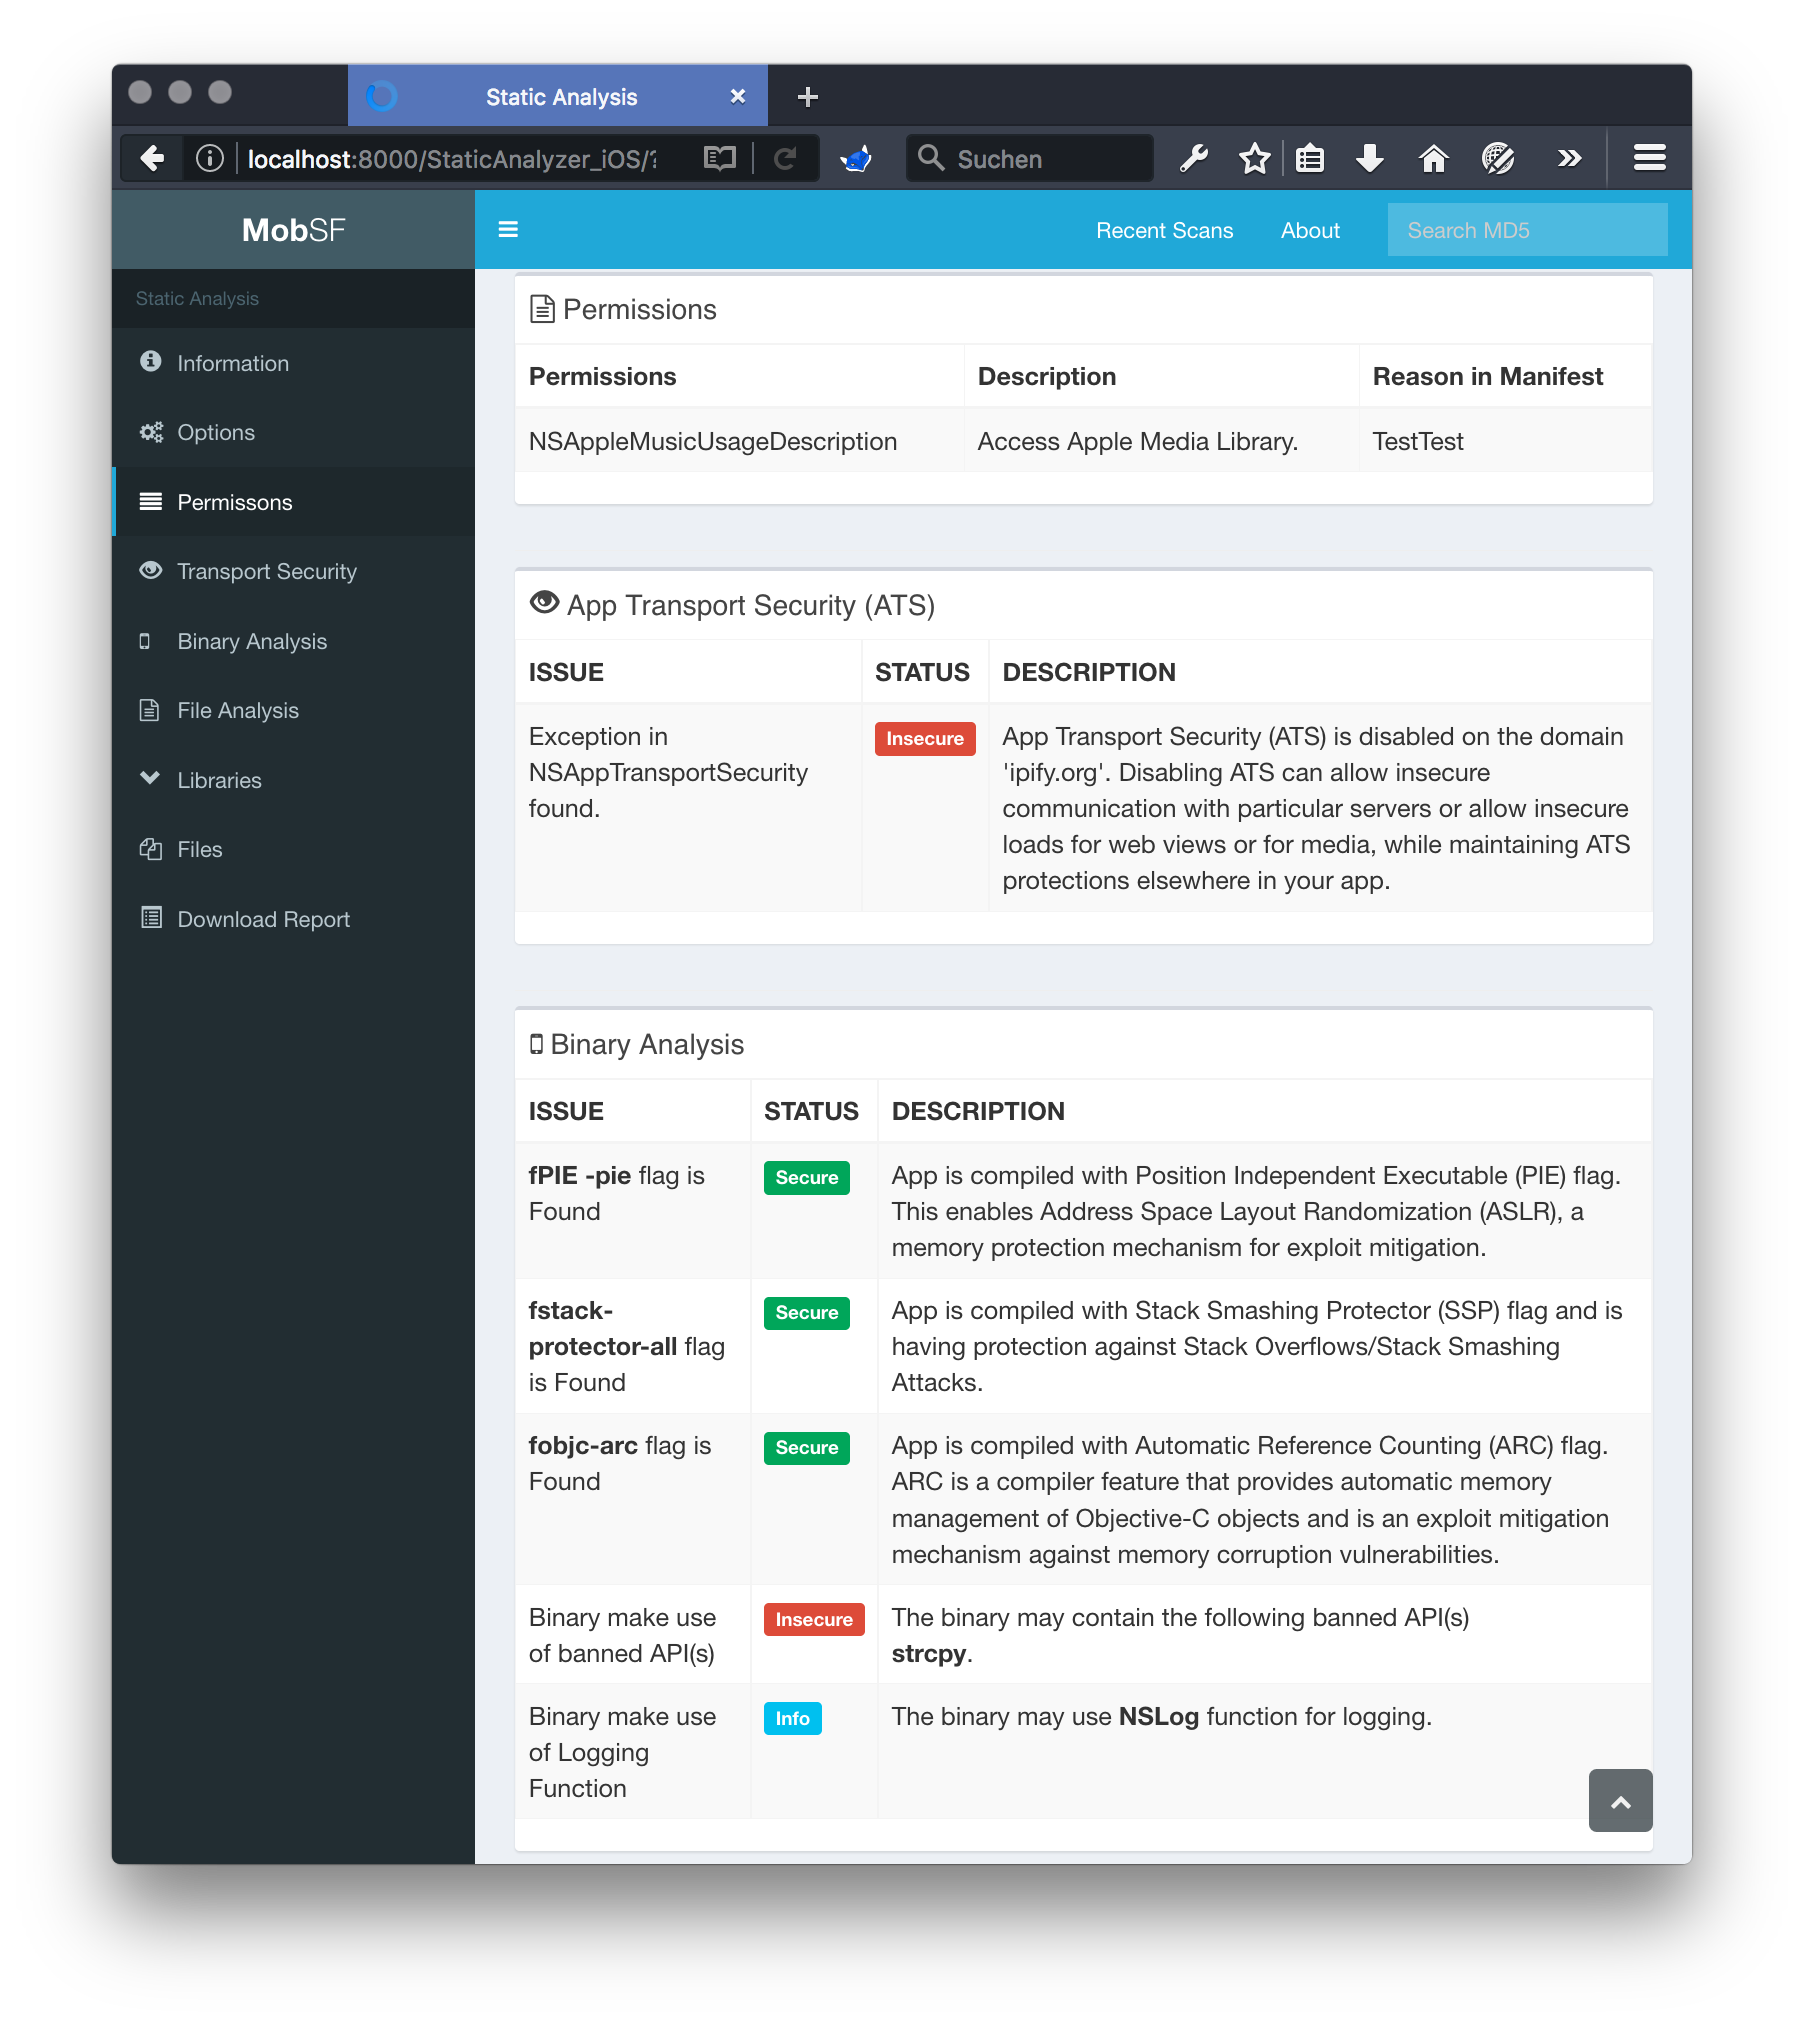 Static Analysis
localhost:8000/StaticAnalyzer_iOS/?
Suchen
MobSF
Recent Scans
About
Search MD5
Static Analysis
Information
Options
Permissons
Transport Security
Binary Analysis
File Analysis
Libraries
Files
Download Report
Permissions
Permissions Description Reason in Manifest
NSAppleMusicUsageDescription Access Apple Media Library. TestTest
App Transport Security (ATS)
ISSUE STATUS DESCRIPTION
Exception in
NSAppTransportSecurity
found.
Insecure
App Transport Security (ATS) is disabled on the domain
'ipify.org'. Disabling ATS can allow insecure
communication with particular servers or allow insecure
loads for web views or for media, while maintaining ATS
protections elsewhere in your app.
Binary Analysis
ISSUE STATUS DESCRIPTION
fPIE -pie flag is
Found
Secure
App is compiled with Position Independent Executable (PIE) flag.
This enables Address Space Layout Randomization (ASLR), a
memory protection mechanism for exploit mitigation.
fstack-
protector-all flag
is Found
Secure
App is compiled with Stack Smashing Protector (SSP) flag and is
having protection against Stack Overflows/Stack Smashing
Attacks.
fobjc-arc flag is
Found
Secure
App is compiled with Automatic Reference Counting (ARC) flag.
ARC is a compiler feature that provides automatic memory
management of Objective-C objects and is an exploit mitigation
mechanism against memory corruption vulnerabilities.
Binary make use
of banned API(s)
Insecure
The binary may contain the following banned API(s)
strcpy.
Binary make use
of Logging
Function
Info
The binary may use NSLog function for logging.